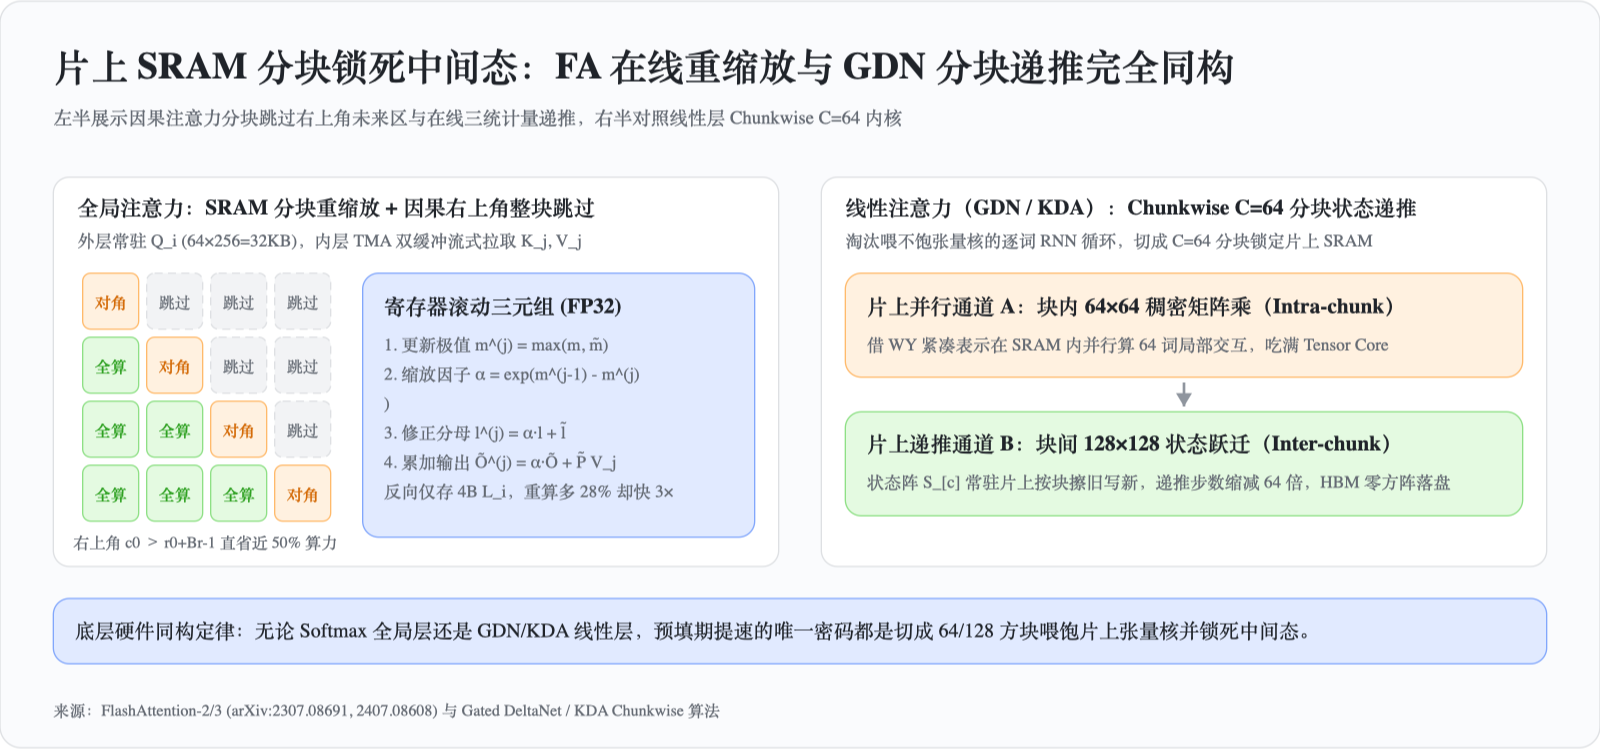 片上 SRAM 分块锁死中间态：FA 在线重缩放与 GDN 分块递推完全同构
左半展示因果注意力分块跳过右上角未来区与在线三统计量递推，右半对照线性层 Chunkwise C=64 内核
全局注意力：SRAM 分块重缩放 + 因果右上角整块跳过
外层常驻 Q_i (64×256=32KB)，内层 TMA 双缓冲流式拉取 K_j, V_j
对角 跳过 跳过 跳过
全算 对角 跳过 跳过
全算 全算 对角 跳过
全算 全算 全算 对角
右上角 c0 > r0+Br-1 直省近 50% 算力
寄存器滚动三元组 (FP32)
1. 更新极值 m^(j) = max(m, m̃)
2. 缩放因子 α = exp(m^(j-1) - m^(j)
)
3. 修正分母 l^(j) = α·l + l̃
4. 累加输出 Õ^(j) = α·Õ + P̃ V_j
反向仅存 4B L_i，重算多 28% 却快 3×
线性注意力（GDN / KDA）：Chunkwise C=64 分块状态递推
淘汰喂不饱张量核的逐词 RNN 循环，切成 C=64 分块锁定片上 SRAM
片上并行通道 A：块内 64×64 稠密矩阵乘（Intra-chunk）
借 WY 紧凑表示在 SRAM 内并行算 64 词局部交互，吃满 Tensor Core
片上递推通道 B：块间 128×128 状态跃迁（Inter-chunk）
状态阵 S_[c] 常驻片上按块擦旧写新，递推步数缩减 64 倍，HBM 零方阵落盘
底层硬件同构定律：无论 Softmax 全局层还是 GDN/KDA 线性层，预填期提速的唯一密码都是切成 64/128 方块喂饱片上张量核并锁死中间态。
来源：FlashAttention-2/3 (arXiv:2307.08691, 2407.08608) 与 Gated DeltaNet / KDA Chunkwise 算法